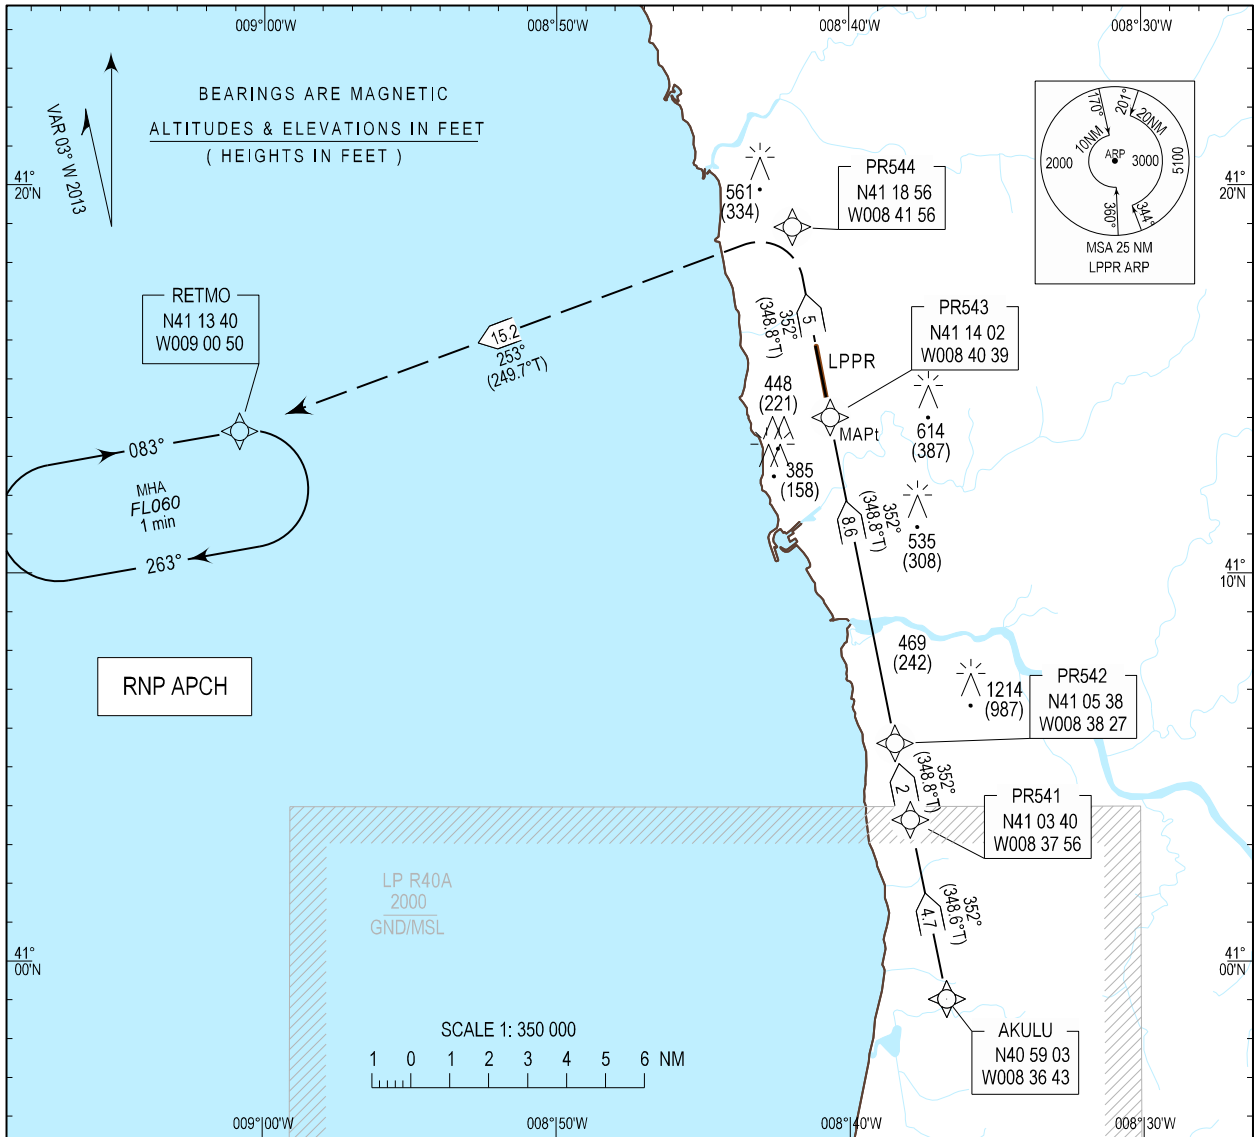 009°00'W
008°50'W
008°40'W
008°30'W
VAR 03° W 2013
BEARINGS ARE MAGNETIC
ALTITUDES & ELEVATIONS IN FEET
( HEIGHTS IN FEET )
170°
201°
10NM
20NM
ARP
2000
3000
5100
360°
344°
MSA 25 NM
LPPR ARP
41°
20'N
41°
20'N
561
(334)
PR544
N41 18 56
W008 41 56
RETMO
N41 13 40
W009 00 50
15.2
253°
(249.7°T)
5
352°
(348.8°T)
LPPR
PR543
N41 14 02
W008 40 39
448
(221)
MAPt
614
(387)
385
(158)
083°
MHA
FL060
1 min
263°
8.6
352°
(348.8°T)
535
(308)
41°
10'N
41°
10'N
RNP APCH
469
(242)
1214
(987)
PR542
N41 05 38
W008 38 27
2
352°
(348.8°T)
PR541
N41 03 40
W008 37 56
LP R40A
2000
GND/MSL
4.7
352°
(348.6°T)
41°
00'N
41°
00'N
SCALE 1: 350 000
1 0 1 2 3 4 5 6 NM
AKULU
N40 59 03
W008 36 43
009°00'W
008°50'W
008°40'W
008°30'W